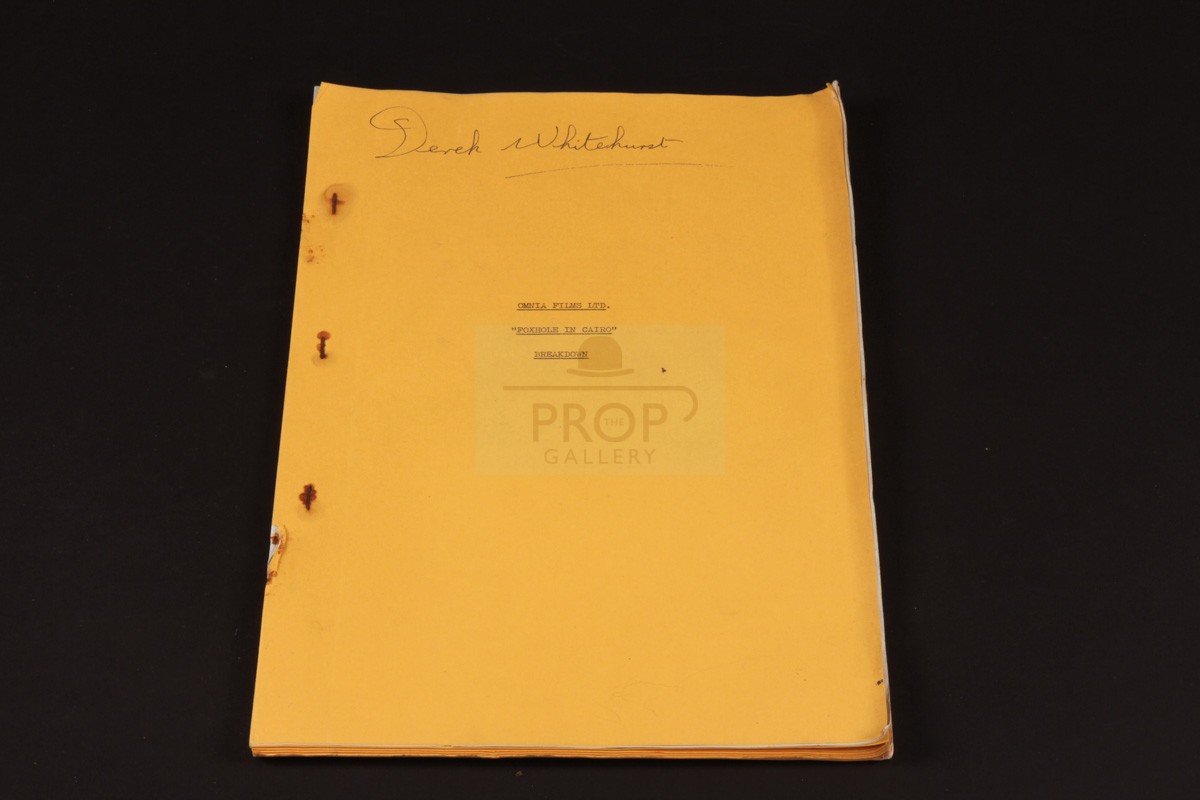 Derek Whitehurst
OMNIA FILMS LTD.
"FOXHOLE IN CAIRO"
BREAKDOWN
THE
PROP
GALLERY